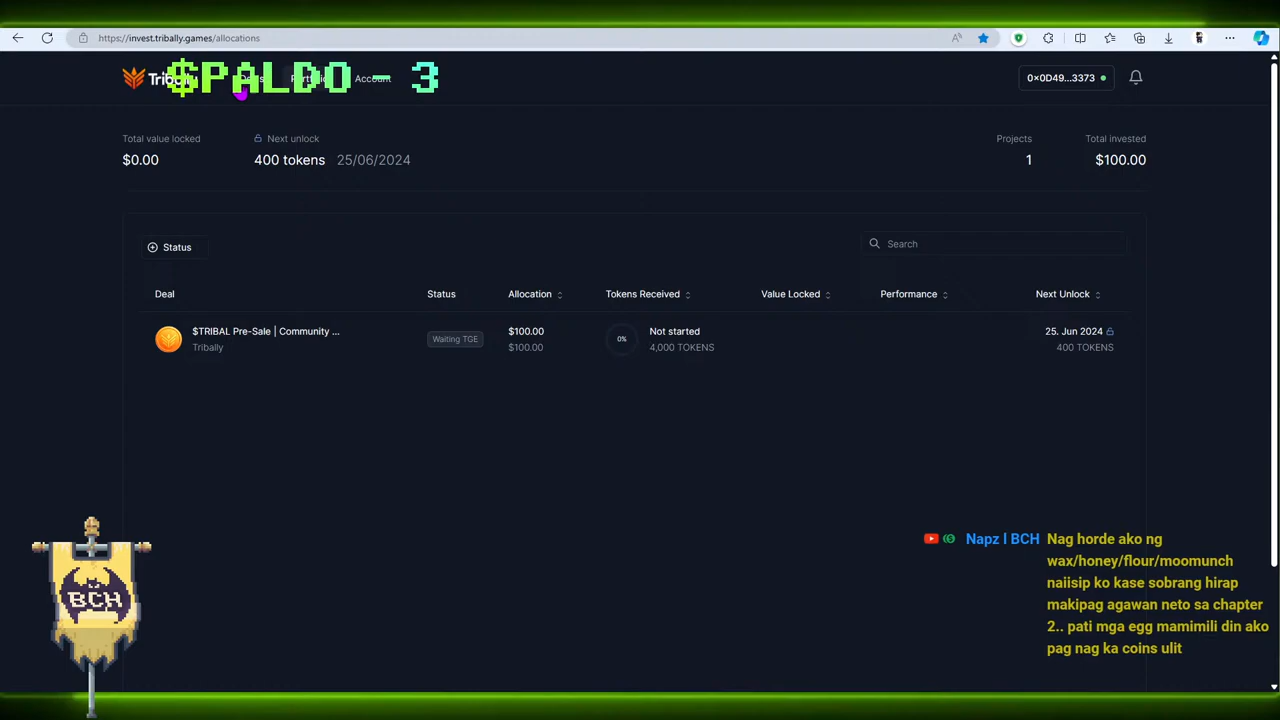 https://invest.tribally.games/allocations
$PALDO - 3
Account
0x0D49...3373
Total value locked
Next unlock
Projects
Total invested
$0.00
400 tokens 25/06/2024
1
$100.00
Status
Search
Deal
Status
Allocation
Tokens Received
Value Locked
Performance
Next Unlock
$TRIBAL Pre-Sale | Community ...
Tribally
Waiting TGE
$100.00
$100.00
0%
Not started
4,000 TOKENS
25. Jun 2024
400 TOKENS
BCH
Napz l BCH Nag horde ako ng
wax/honey/flour/moomunch
naiisip ko kase sobrang hirap
makipag agawan neto sa chapter
2.. pati mga egg mamimili din ako
pag nag ka coins ulit